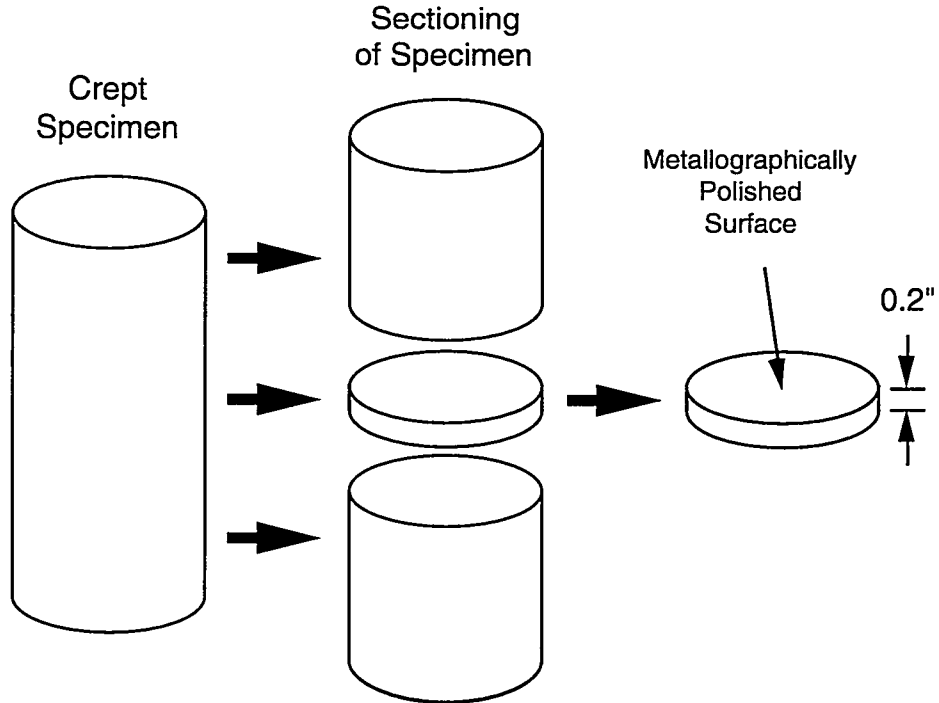 Sectioning
of Specimen
Crept
Specimen
Metallographically
Polished
Surface
0.2"